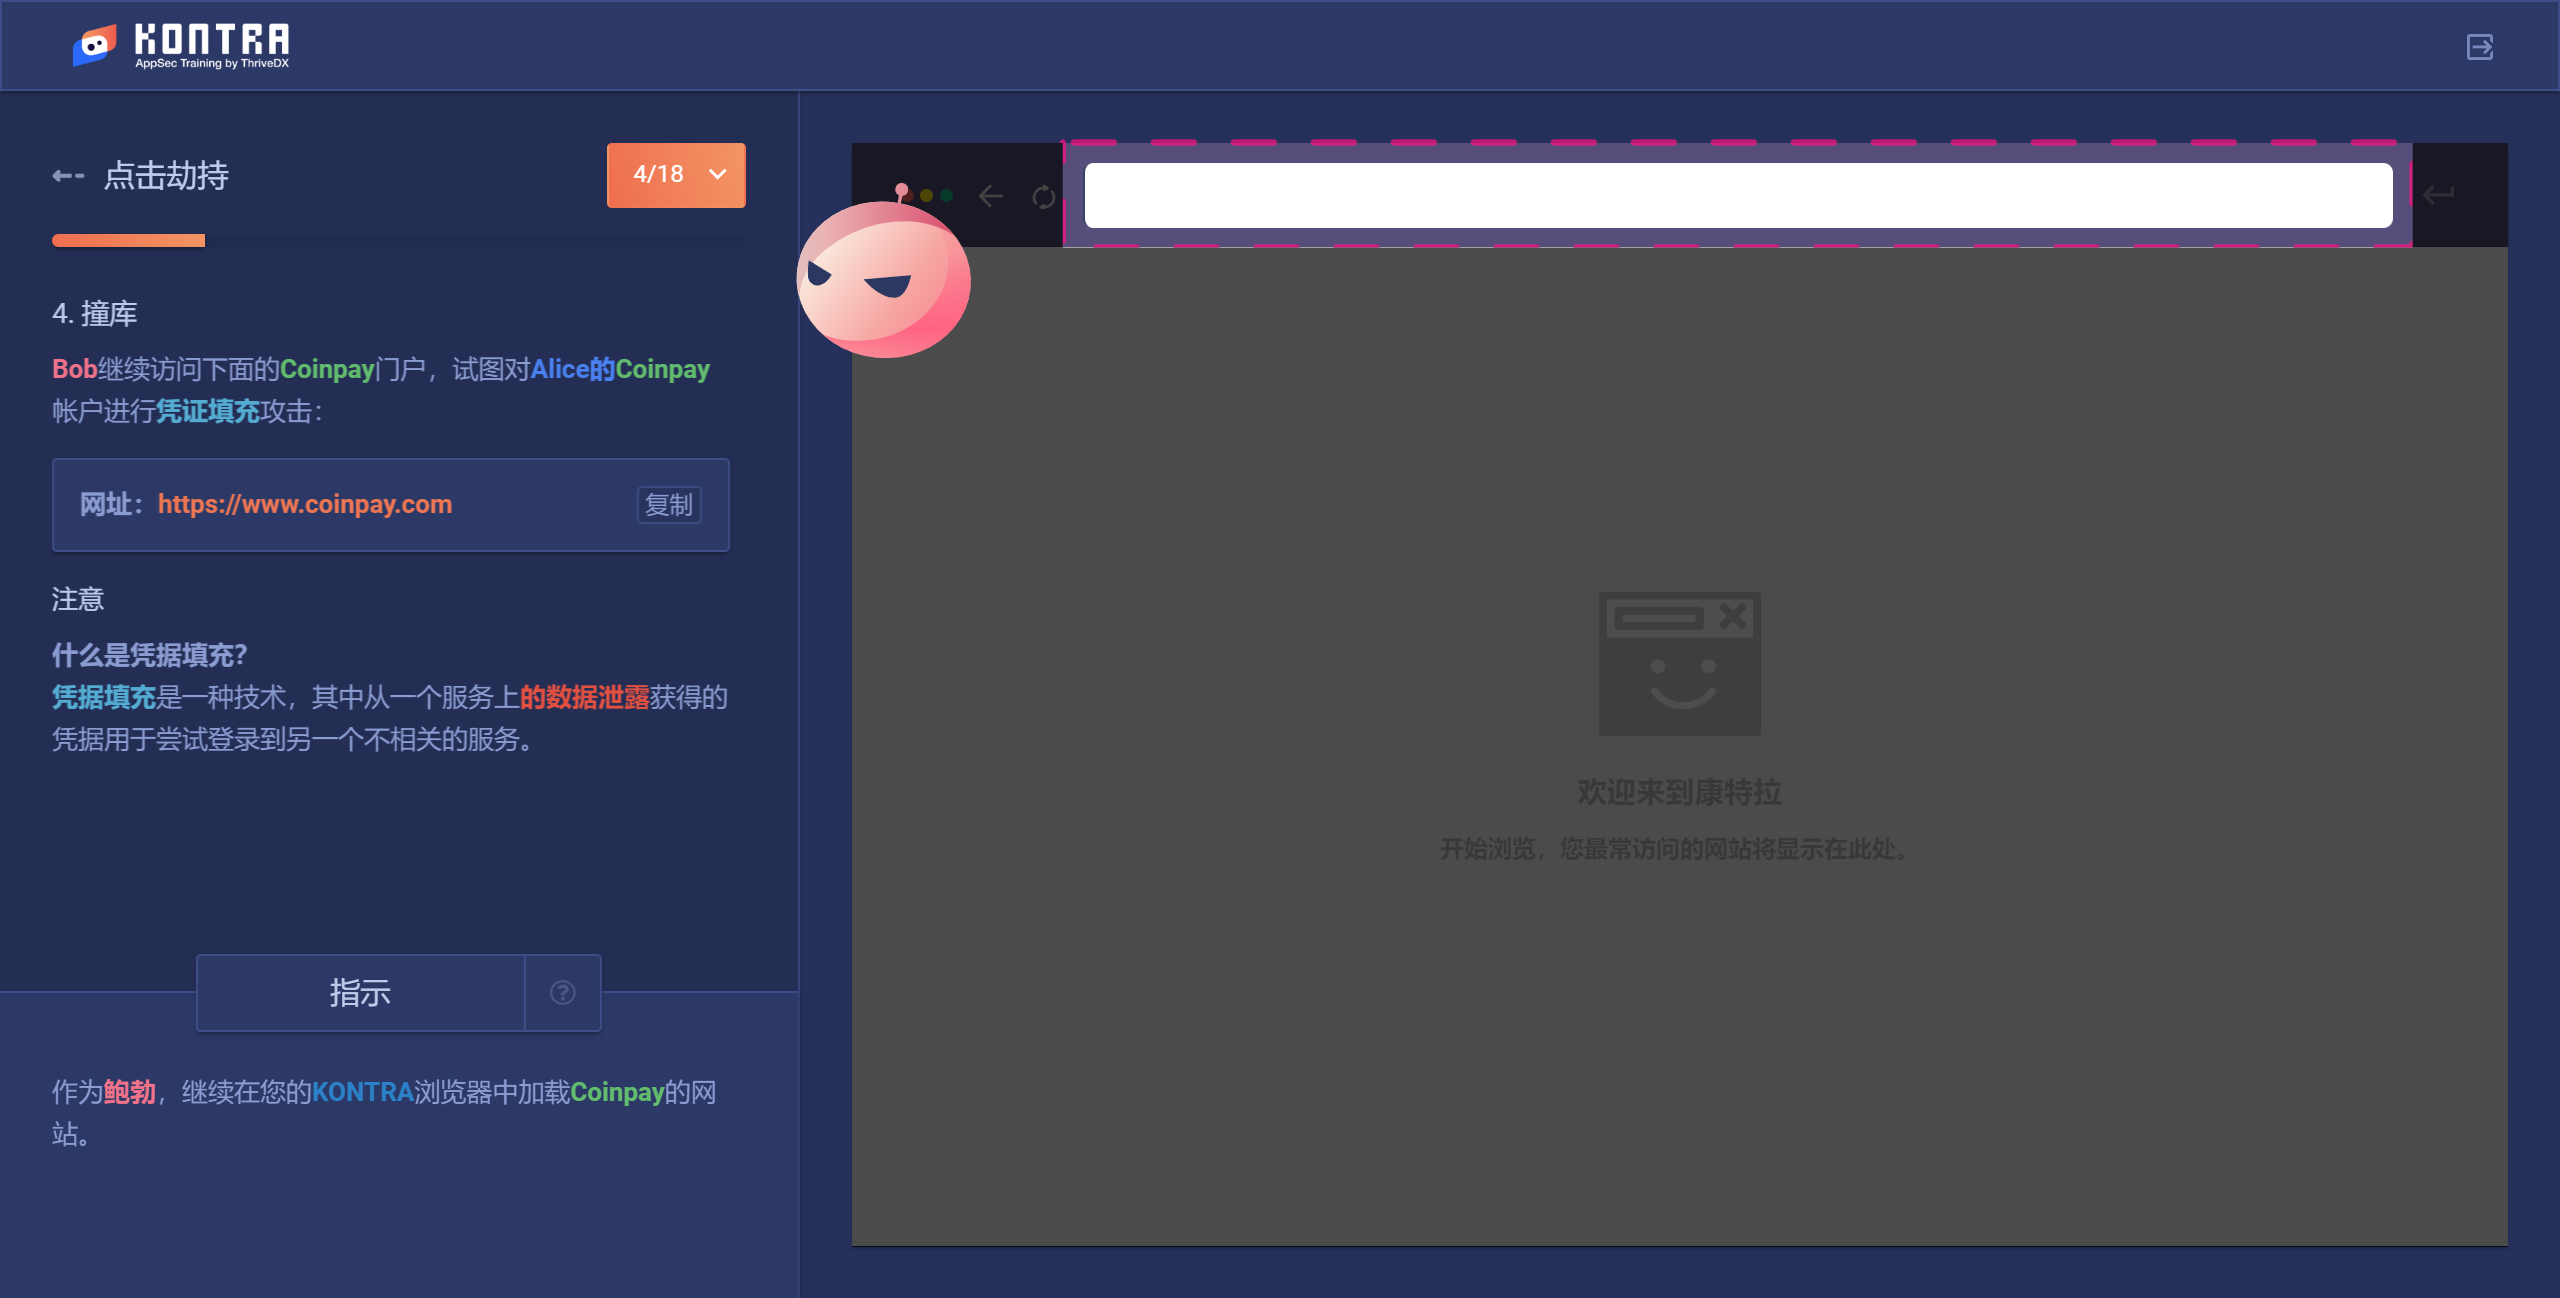 KONTRA
AppSec Training by ThriveDX
点击劫持
4/18
4. 撞库
Bob继续访问下面的Coinpay门户，试图对Alice的Coinpay
帐户进行凭证填充攻击：
网址：https://www.coinpay.com
复制
注意
什么是凭据填充？
凭据填充是一种技术，其中从一个服务上的数据泄露获得的
凭据用于尝试登录到另一个不相关的服务。
指示
作为鲍勃，继续在您的KONTRA浏览器中加载Coinpay的网
站。
欢迎来到康特拉
开始浏览，您最常访问的网站将显示在此处。